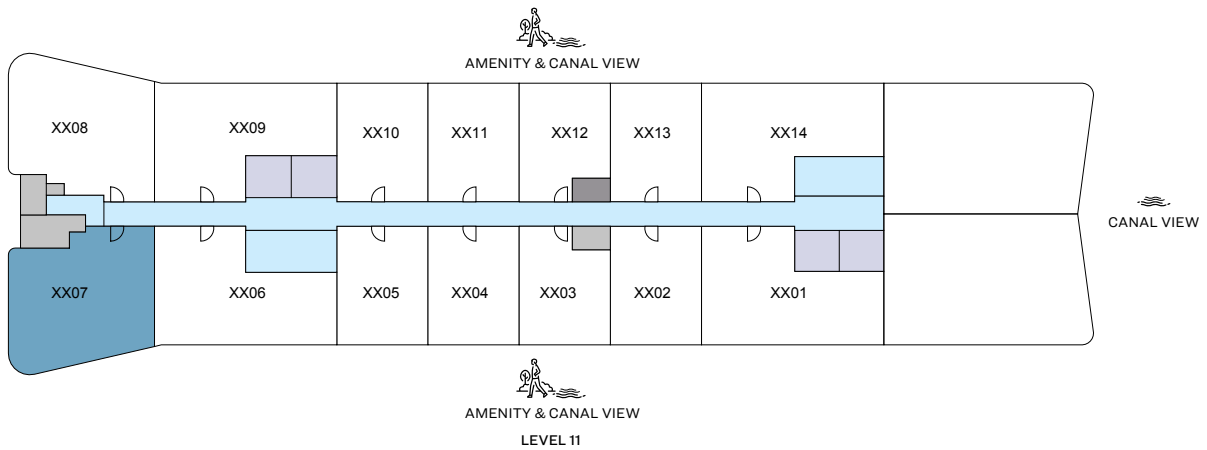 AMENITY & CANAL VIEW
XX08
XX09
XX10
XX11
XX12
XX13
XX14
CANAL VIEW
XX07
XX06
XX05
XX04
XX03
XX02
XX01
AMENITY & CANAL VIEW
LEVEL 11